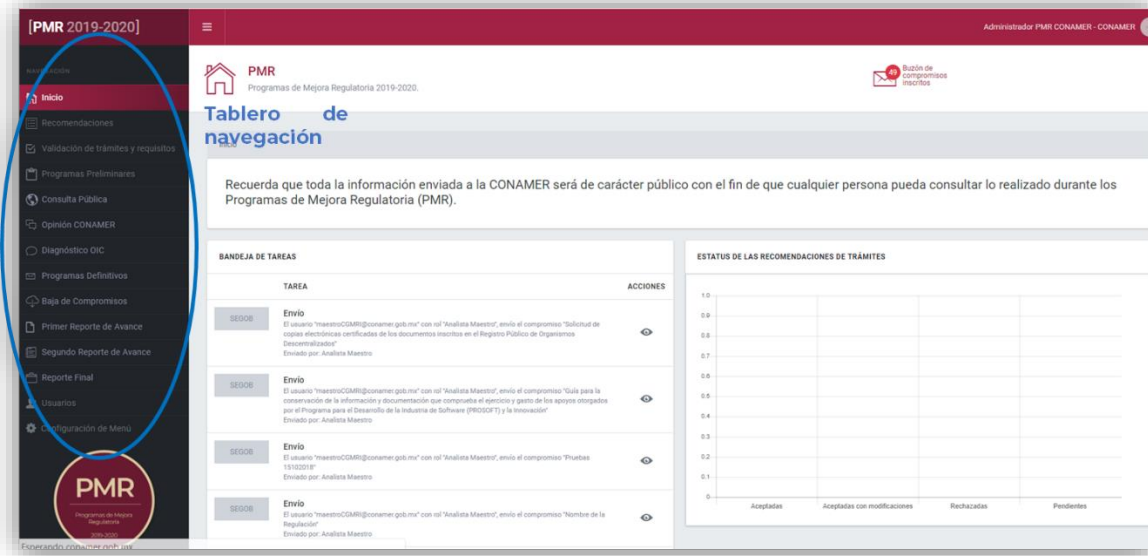 [PMR 2019-2020]
Administrador PMR CONAMER - CONAMER
NAVEGACIÓN
Inicio
Recomendaciones
Validación de trámites y requisitos
Programas Preliminares
Consulta Pública
Opinión CONAMER
Diagnóstico OIC
Programas Definitivos
Baja de Compromisos
Primer Reporte de Avance
Segundo Reporte de Avance
Reporte Final
Usuarios
Configuración de Menú
PMR
Programas de Mejora
Regulatoria
2019-2020
Esperando conamer.gob.mx
PMR
Programas de Mejora Regulatoria 2019-2020.
49
Buzón de
compromisos
inscritos
Tablero de
navegación
Inicio
Recuerda que toda la información enviada a la CONAMER será de carácter público con el fin de que cualquier persona pueda consultar lo realizado durante los
Programas de Mejora Regulatoria (PMR).
BANDEJA DE TAREAS
TAREA ACCIONES
SEGOB
Envío
El usuario "maestroCGMRI@conamer.gob.mx" con rol "Analista Maestro", envío el compromiso "Solicitud de
copias electrónicas certificadas de los documentos inscritos en el Registro Público de Organismos
Descentralizados"
Enviado por: Analista Maestro
SEGOB
Envío
El usuario "maestroCGMRI@conamer.gob.mx" con rol "Analista Maestro", envío el compromiso "Guía para la
conservación de la información y documentación que comprueba el ejercicio y gasto de los apoyos otorgados
por el Programa para el Desarrollo de la Industria de Software (PROSOFT) y la Innovación"
Enviado por: Analista Maestro
SEGOB
Envío
El usuario "maestroCGMRI@conamer.gob.mx" con rol "Analista Maestro", envío el compromiso "Pruebas
15102018"
Enviado por: Analista Maestro
SEGOB
Envío
El usuario "maestroCGMRI@conamer.gob.mx" con rol "Analista Maestro", envío el compromiso "Nombre de la
Regulación"
Enviado por: Analista Maestro
ESTATUS DE LAS RECOMENDACIONES DE TRÁMITES
1.0
0.9
0.8
0.7
0.6
0.5
0.4
0.3
0.2
0.1
0
Aceptadas Aceptadas con modificaciones Rechazadas Pendientes